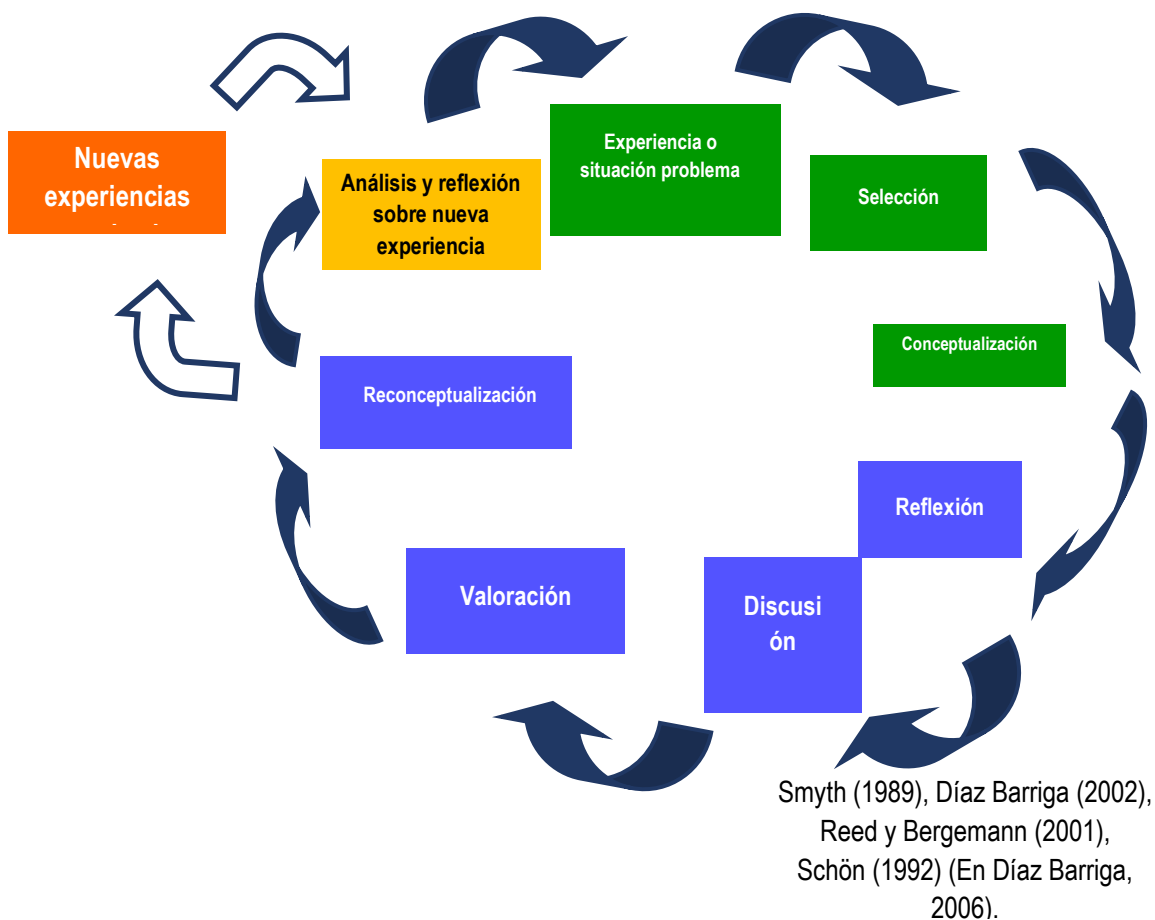 Nuevas
experiencias
Análisis y reflexión
sobre nueva
experiencia
Experiencia o
situación problema
Selección
Conceptualización
Reflexión
Discusi
ón
Valoración
Reconceptualización
Smyth (1989), Díaz Barriga (2002),
Reed y Bergemann (2001),
Schön (1992) (En Díaz Barriga,
2006).